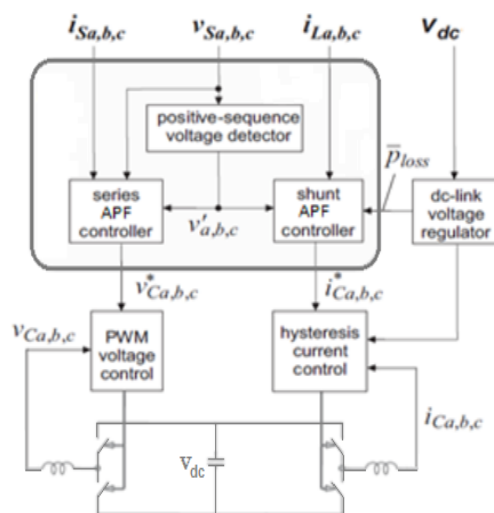 i_{Sa,b,c} v_{Sa,b,c} i_{La,b,c} V_{dc}
positive-sequence
voltage detector
p̅_{loss}
series
APF
controller
v'_{a,b,c}
shunt
APF
controller
dc-link
voltage
regulator
v*_{Ca,b,c} i*_{Ca,b,c}
v_{Ca,b,c}
PWM
voltage
control
hysteresis
current
control
i_{Ca,b,c}
V_{dc}